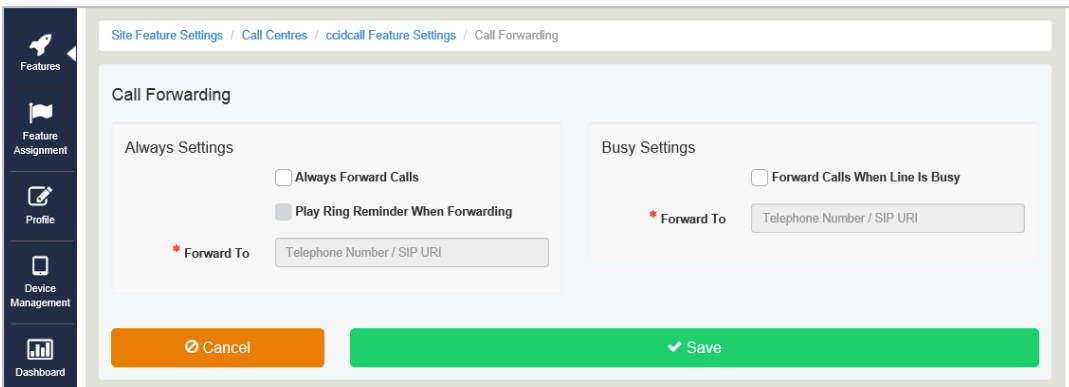 Features
Feature
Assignment
Profile
Device
Management
Dashboard
Site Feature Settings / Call Centres / ccidcall Feature Settings / Call Forwarding
Call Forwarding
Always Settings
Always Forward Calls
Play Ring Reminder When Forwarding
* Forward To Telephone Number / SIP URI
Busy Settings
Forward Calls When Line Is Busy
* Forward To Telephone Number / SIP URI
Cancel
Save